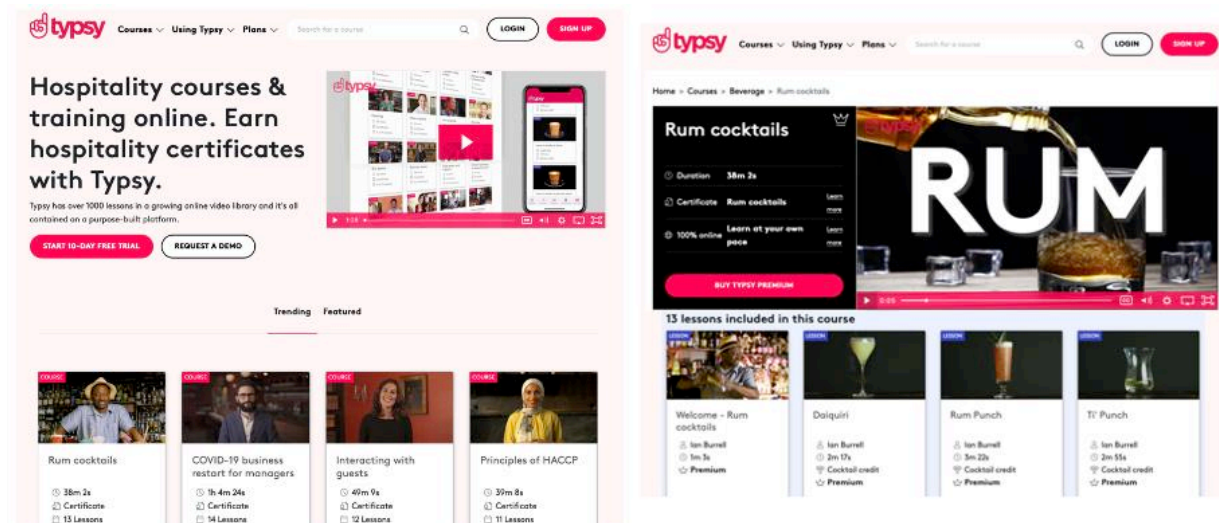 typsy
Courses
Using Typsy
Plans
Search for a course
LOGIN
SIGN UP
Hospitality courses &
training online. Earn
hospitality certificates
with Typsy.
Typsy has over 1000 lessons in a growing online video library and it's all
contained on a purpose-built platform.
START 10-DAY FREE TRIAL
REQUEST A DEMO
typsy
CC
Trending
Featured
COURSE
Rum cocktails
38m 2s
Certificate
13 Lessons
COURSE
COVID-19 business
restart for managers
1h 4m 24s
Certificate
14 Lessons
COURSE
Interacting with
guests
49m 9s
Certificate
12 Lessons
COURSE
Principles of HACCP
39m 8s
Certificate
11 Lessons
typsy
Courses
Using Typsy
Plans
Search for a course
LOGIN
SIGN UP
Home > Courses > Beverage > Rum cocktails
Rum cocktails
Duration 38m 2s
Certificate Rum cocktails Learn
more
100% online Learn at your own Learn
pace more
BUY TYPSY PREMIUM
typsy
RUM
0:05
CC
13 lessons included in this course
LESSON
Welcome - Rum
cocktails
Ian Burrell
1m 3s
Premium
LESSON
Daiquiri
Ian Burrell
2m 17s
Cocktail credit
Premium
LESSON
Rum Punch
Ian Burrell
3m 22s
Cocktail credit
Premium
LESSON
Ti' Punch
Ian Burrell
2m 55s
Cocktail credit
Premium